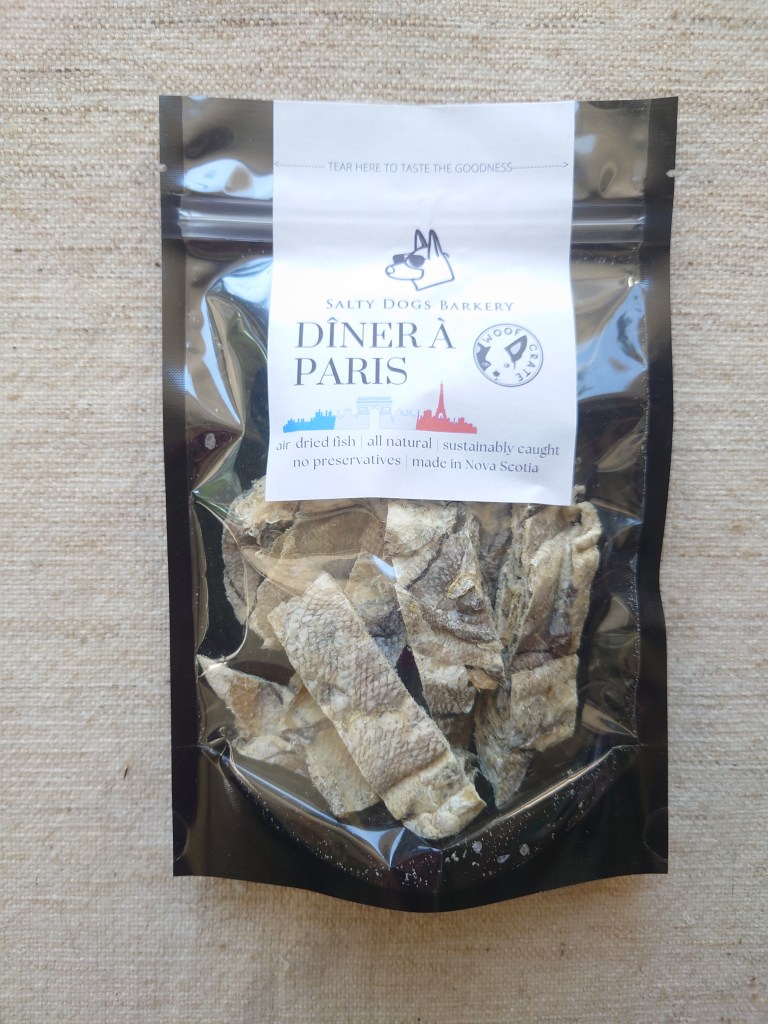 <---------- TEAR HERE TO TASTE THE GOODNESS---------->
SALTY DOGS BARKERY
DÎNER À
PARIS
WOOF CRATE
air-dried fish | all natural | sustainably caught
no preservatives | made in Nova Scotia